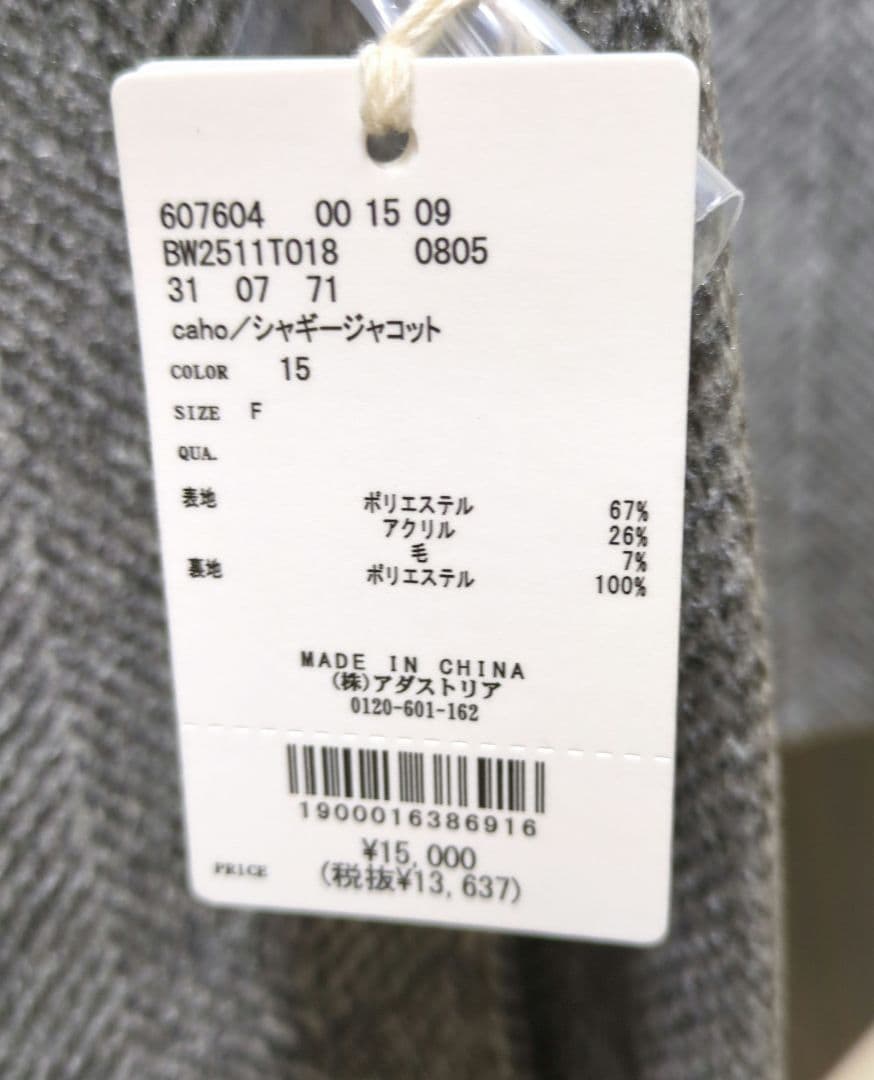 607604 00 15 09
BW2511T018 0805
31 07 71
caho/シャギージャコット
COLOR 15
SIZE F
QUA.
表地 ポリエステル 67%
アクリル 26%
毛 7%
裏地 ポリエステル 100%
MADE IN CHINA
(株)アダストリア
0120-601-162
1900016386916
¥15,000
PRICE (税抜¥13,637)